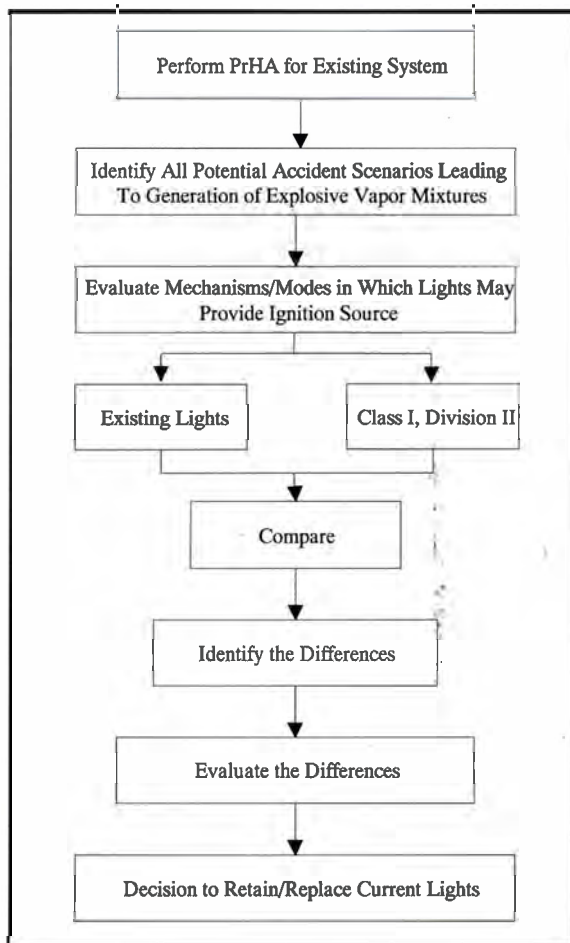 Perform PrHA for Existing System
Identify All Potential Accident Scenarios Leading
To Generation of Explosive Vapor Mixtures
Evaluate Mechanisms/Modes in Which Lights May
Provide Ignition Source
Existing Lights
Class I, Division II
Compare
Identify the Differences
Evaluate the Differences
Decision to Retain/Replace Current Lights